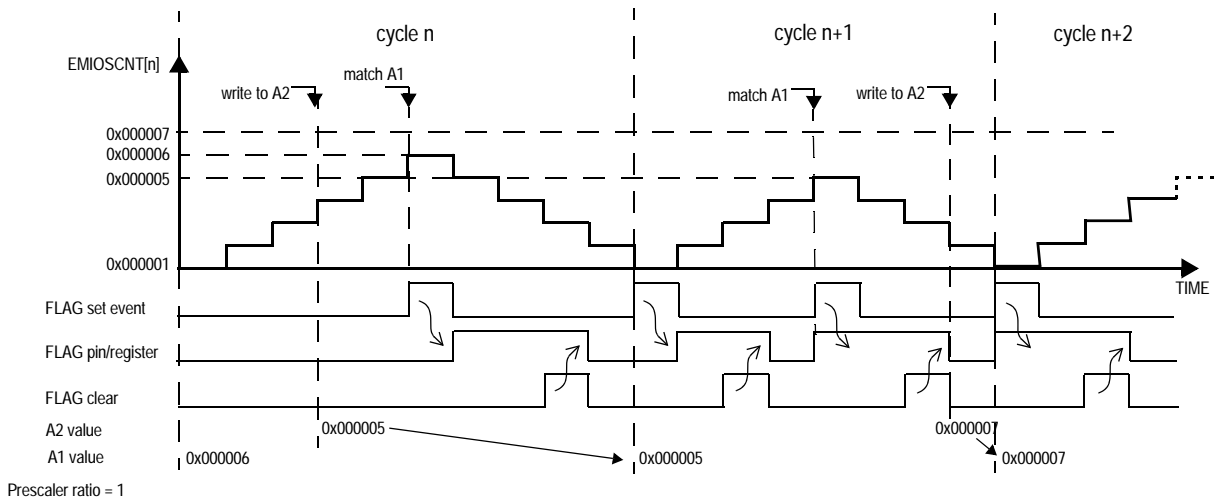 cycle n cycle n+1 cycle n+2
EMIOSCNT[n]
match A1
write to A2 match A1 write to A2
0x000007
0x000006
0x000005
0x000001
TIME
FLAG set event
FLAG pin/register
FLAG clear
A2 value 0x000005 0x000007
A1 value 0x000006 0x000005 0x000007
Prescaler ratio = 1